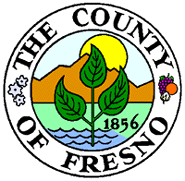 THE COUNTY
OF FRESNO
1856